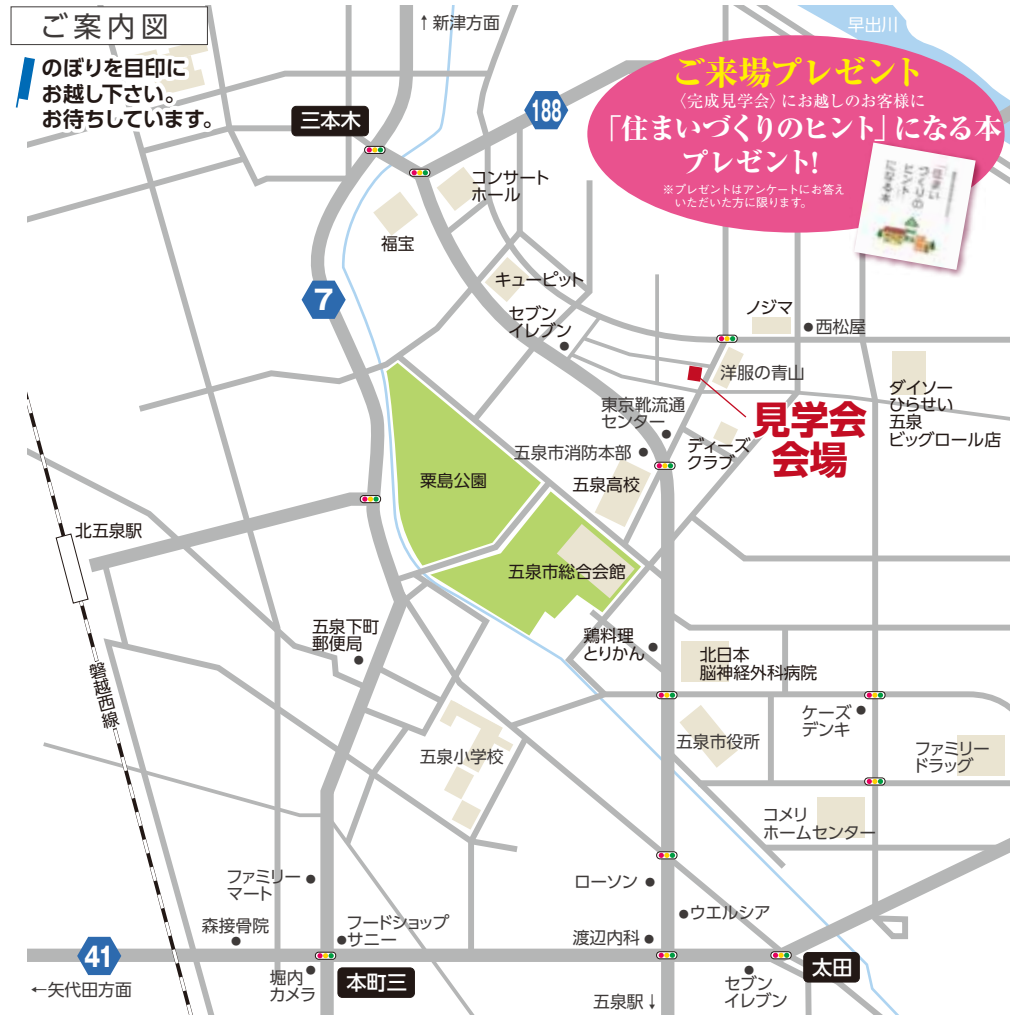 ご案内図
のぼりを目印に
お越し下さい。
お待ちしています。
↑新津方面
早出川
ご来場プレゼント
〈完成見学会〉にお越しのお客様に
「住まいづくりのヒント」になる本
プレゼント!
※プレゼントはアンケートにお答え
いただいた方に限ります。
「住まい
づくりの
ヒント」
になる本
三本木
188
コンサート
ホール
福宝
キューピット
7
セブン
イレブン
ノジマ
西松屋
洋服の青山
ダイソー
ひらせい
五泉
ビッグロール店
見学会
会場
東京靴流通
センター
ディーズ
クラブ
五泉市消防本部
五泉高校
粟島公園
北五泉駅
五泉市総合会館
五泉下町
郵便局
鶏料理
とりかん
北日本
脳神経外科病院
磐越西線
ケーズ
デンキ
五泉市役所
ファミリー
ドラッグ
五泉小学校
コメリ
ホームセンター
ファミリー
マート
ローソン
ウエルシア
森接骨院
フードショップ
サニー
渡辺内科
41
←矢代田方面
堀内
カメラ
本町三
太田
セブン
イレブン
五泉駅↓